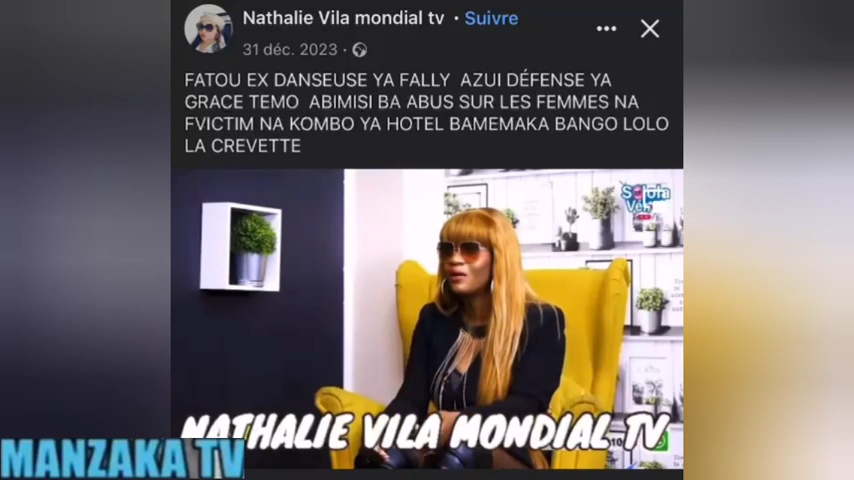 Nathalie Vila mondial tv · Suivre
31 déc. 2023 ·
FATOU EX DANSEUSE YA FALLY AZUI DÉFENSE YA
GRACE TEMO ABIMISI BA ABUS SUR LES FEMMES NA
FVICTIM NA KOMBO YA HOTEL BAMEMAKA BANGO LOLO
LA CREVETTE
NATHALIE VILA MONDIAL TV
MANZAKA TV